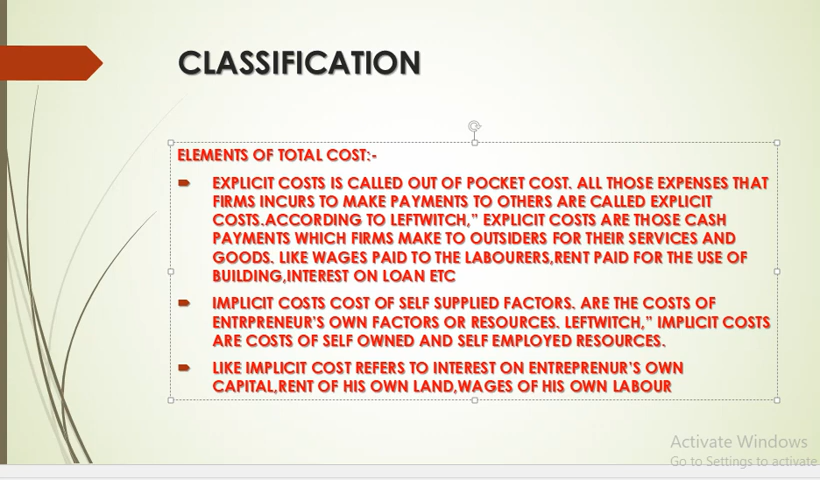 CLASSIFICATION
ELEMENTS OF TOTAL COST:-
EXPLICIT COSTS IS CALLED OUT OF POCKET COST. ALL THOSE EXPENSES THAT
FIRMS INCURS TO MAKE PAYMENTS TO OTHERS ARE CALLED EXPLICIT
COSTS.ACCORDING TO LEFTWITCH,” EXPLICIT COSTS ARE THOSE CASH
PAYMENTS WHICH FIRMS MAKE TO OUTSIDERS FOR THEIR SERVICES AND
GOODS. LIKE WAGES PAID TO THE LABOURERS,RENT PAID FOR THE USE OF
BUILDING,INTEREST ON LOAN ETC
IMPLICIT COSTS COST OF SELF SUPPLIED FACTORS. ARE THE COSTS OF
ENTRPRENEUR’S OWN FACTORS OR RESOURCES. LEFTWITCH,” IMPLICIT COSTS
ARE COSTS OF SELF OWNED AND SELF EMPLOYED RESOURCES.
LIKE IMPLICIT COST REFERS TO INTEREST ON ENTREPRENUR’S OWN
CAPITAL,RENT OF HIS OWN LAND,WAGES OF HIS OWN LABOUR
Activate Windows
Go to Settings to activate